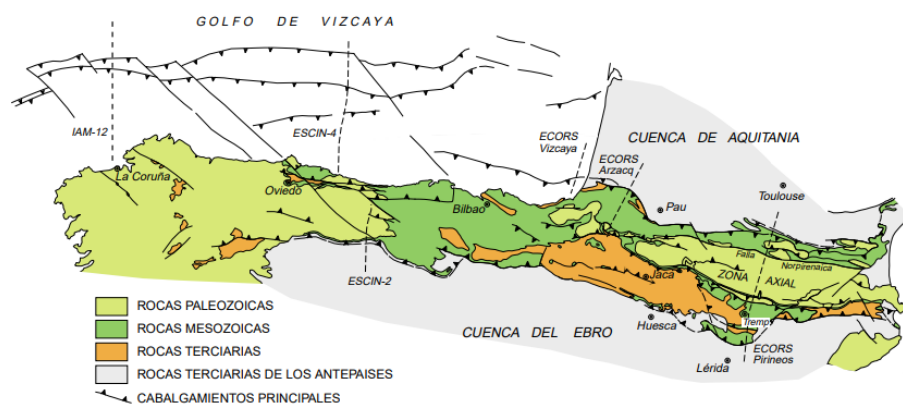 GOLFO DE VIZCAYA
IAM-12
ESCIN-4
ECORS
Vizcaya
CUENCA DE AQUITANIA
ECORS
Arzacq
La Coruña
Oviedo
Bilbao
Pau
Toulouse
Falla
Norpirenaica
ZONA
AXIAL
Jaca
ESCIN-2
Tremp
Huesca
CUENCA DEL EBRO
ECORS
Pirineos
Lérida
ROCAS PALEOZOICAS
ROCAS MESOZOICAS
ROCAS TERCIARIAS
ROCAS TERCIARIAS DE LOS ANTEPAISES
CABALGAMIENTOS PRINCIPALES